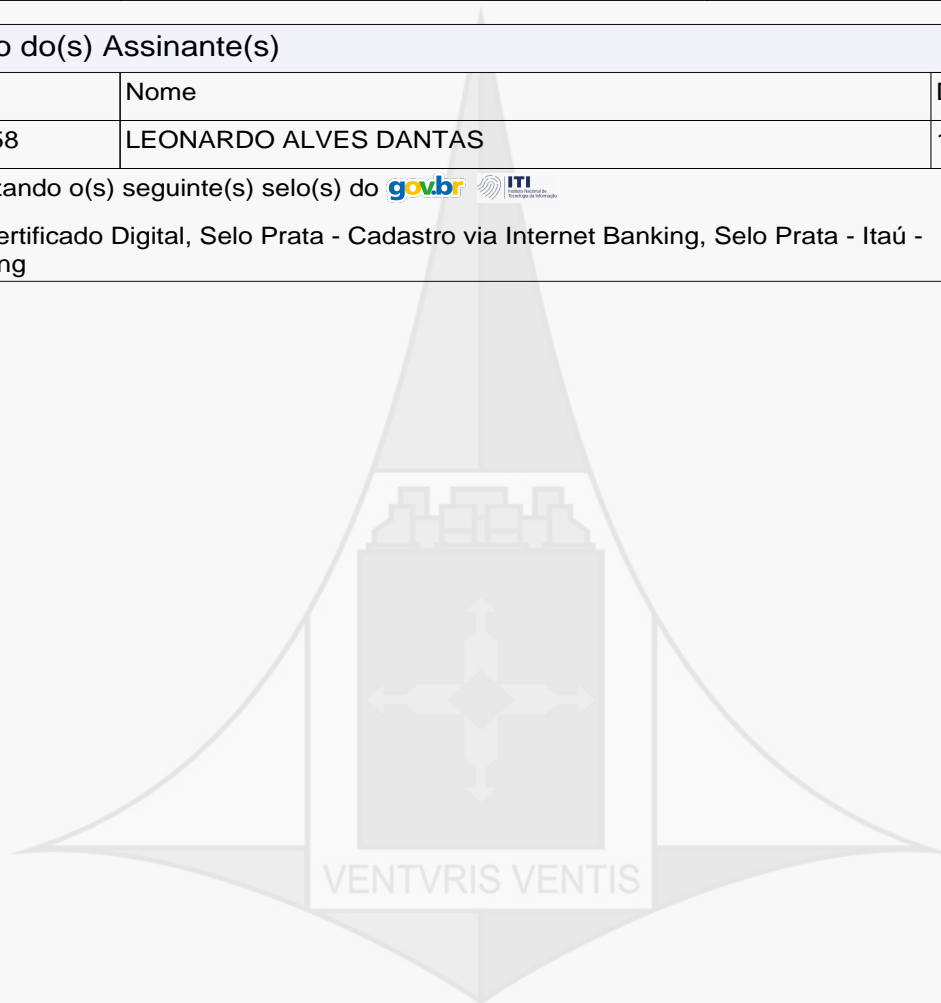 o do(s) Assinante(s)
Nome
58 LEONARDO ALVES DANTAS
zando o(s) seguinte(s) selo(s) do gov.br ITI
ertificado Digital, Selo Prata - Cadastro via Internet Banking, Selo Prata - Itaú -
ng
VENTVRIS VENTIS